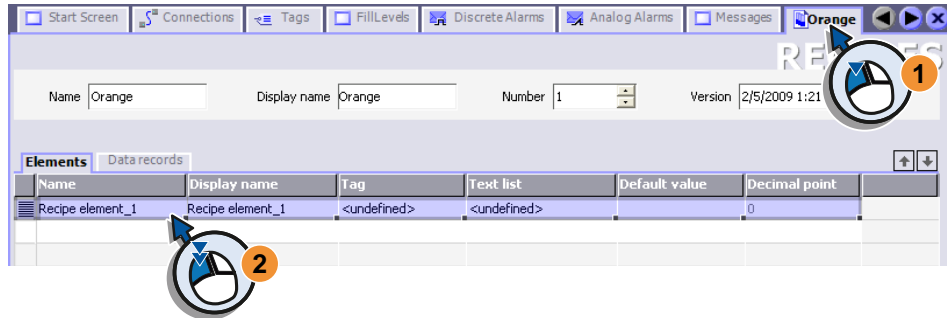 Start Screen Connections Tags FillLevels Discrete Alarms Analog Alarms Messages Orange
1
Name Orange Display name Orange Number 1 Version 2/5/2009 1:21
Elements Data records
Name Display name Tag Text list Default value Decimal point
Recipe element_1 Recipe element_1 <undefined> <undefined> 0
2